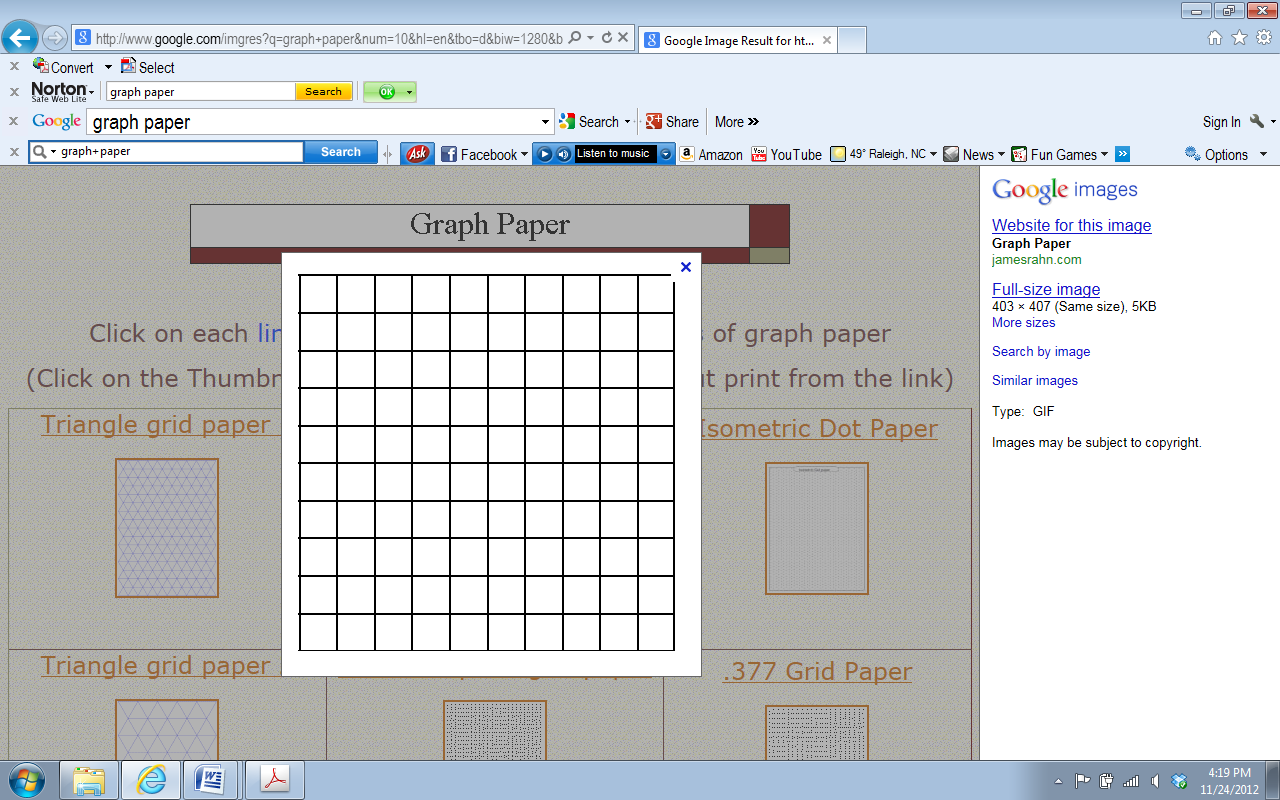 http://www.google.com/imgres?q=graph+paper&num=10&hl=en&tbo=d&biw=1280&b
Google Image Result for ht...
x Convert Select
x Norton Safe Web Lite graph paper Search OK
x Google graph paper Search Share More » Sign In
x graph+paper Search Ask Facebook Listen to music Amazon YouTube 49° Raleigh, NC News Fun Games » Options
Google images
Website for this image
Graph Paper
jamesrahn.com
Full-size image
403 × 407 (Same size), 5KB
More sizes
Search by image
Similar images
Type: GIF
Images may be subject to copyright.
Graph Paper
Click on each lin of graph paper
(Click on the Thumbn ut print from the link)
Triangle grid paper
Isometric Dot Paper
Triangle grid paper
.377 Grid Paper
4:19 PM
11/24/2012